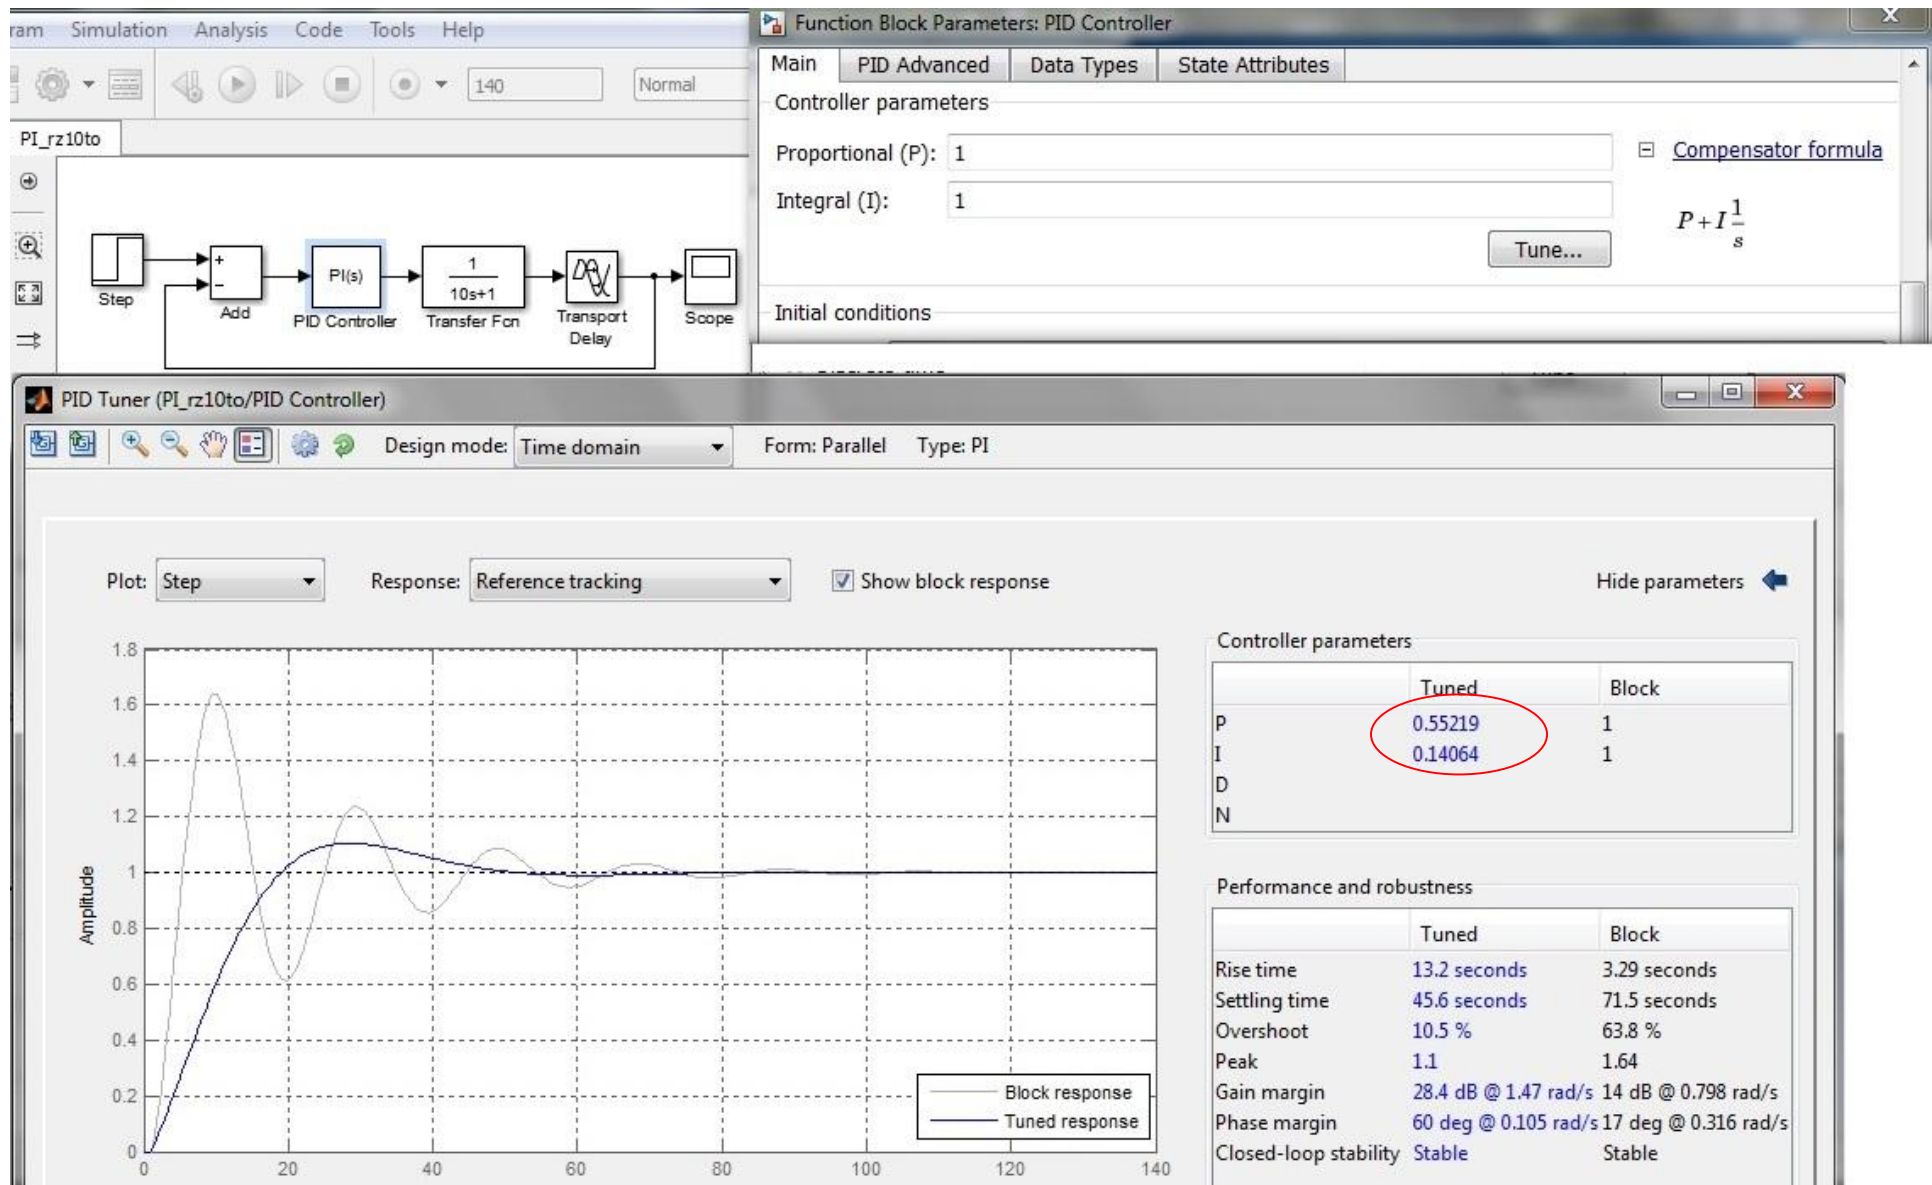 ram Simulation Analysis Code Tools Help
140 Normal
PI_rz10to
Step
+
-
Add
PI(s)
PID Controller
1
10s+1
Transfer Fcn
Transport
Delay
Scope
Function Block Parameters: PID Controller
X
Main PID Advanced Data Types State Attributes
Controller parameters
Proportional (P): 1
Compensator formula
Integral (I): 1
P+I 1/s
Tune...
Initial conditions
PID Tuner (PI_rz10to/PID Controller)
X
Design mode: Time domain Form: Parallel Type: PI
Plot: Step Response: Reference tracking Show block response Hide parameters
Amplitude
1.8
1.6
1.4
1.2
1
0.8
0.6
0.4
0.2
0
0 20 40 60 80 100 120 140
Block response
Tuned response
Controller parameters
Tuned Block
P 0.55219 1
I 0.14064 1
D
N
Performance and robustness
Tuned Block
Rise time 13.2 seconds 3.29 seconds
Settling time 45.6 seconds 71.5 seconds
Overshoot 10.5 % 63.8 %
Peak 1.1 1.64
Gain margin 28.4 dB @ 1.47 rad/s 14 dB @ 0.798 rad/s
Phase margin 60 deg @ 0.105 rad/s 17 deg @ 0.316 rad/s
Closed-loop stability Stable Stable